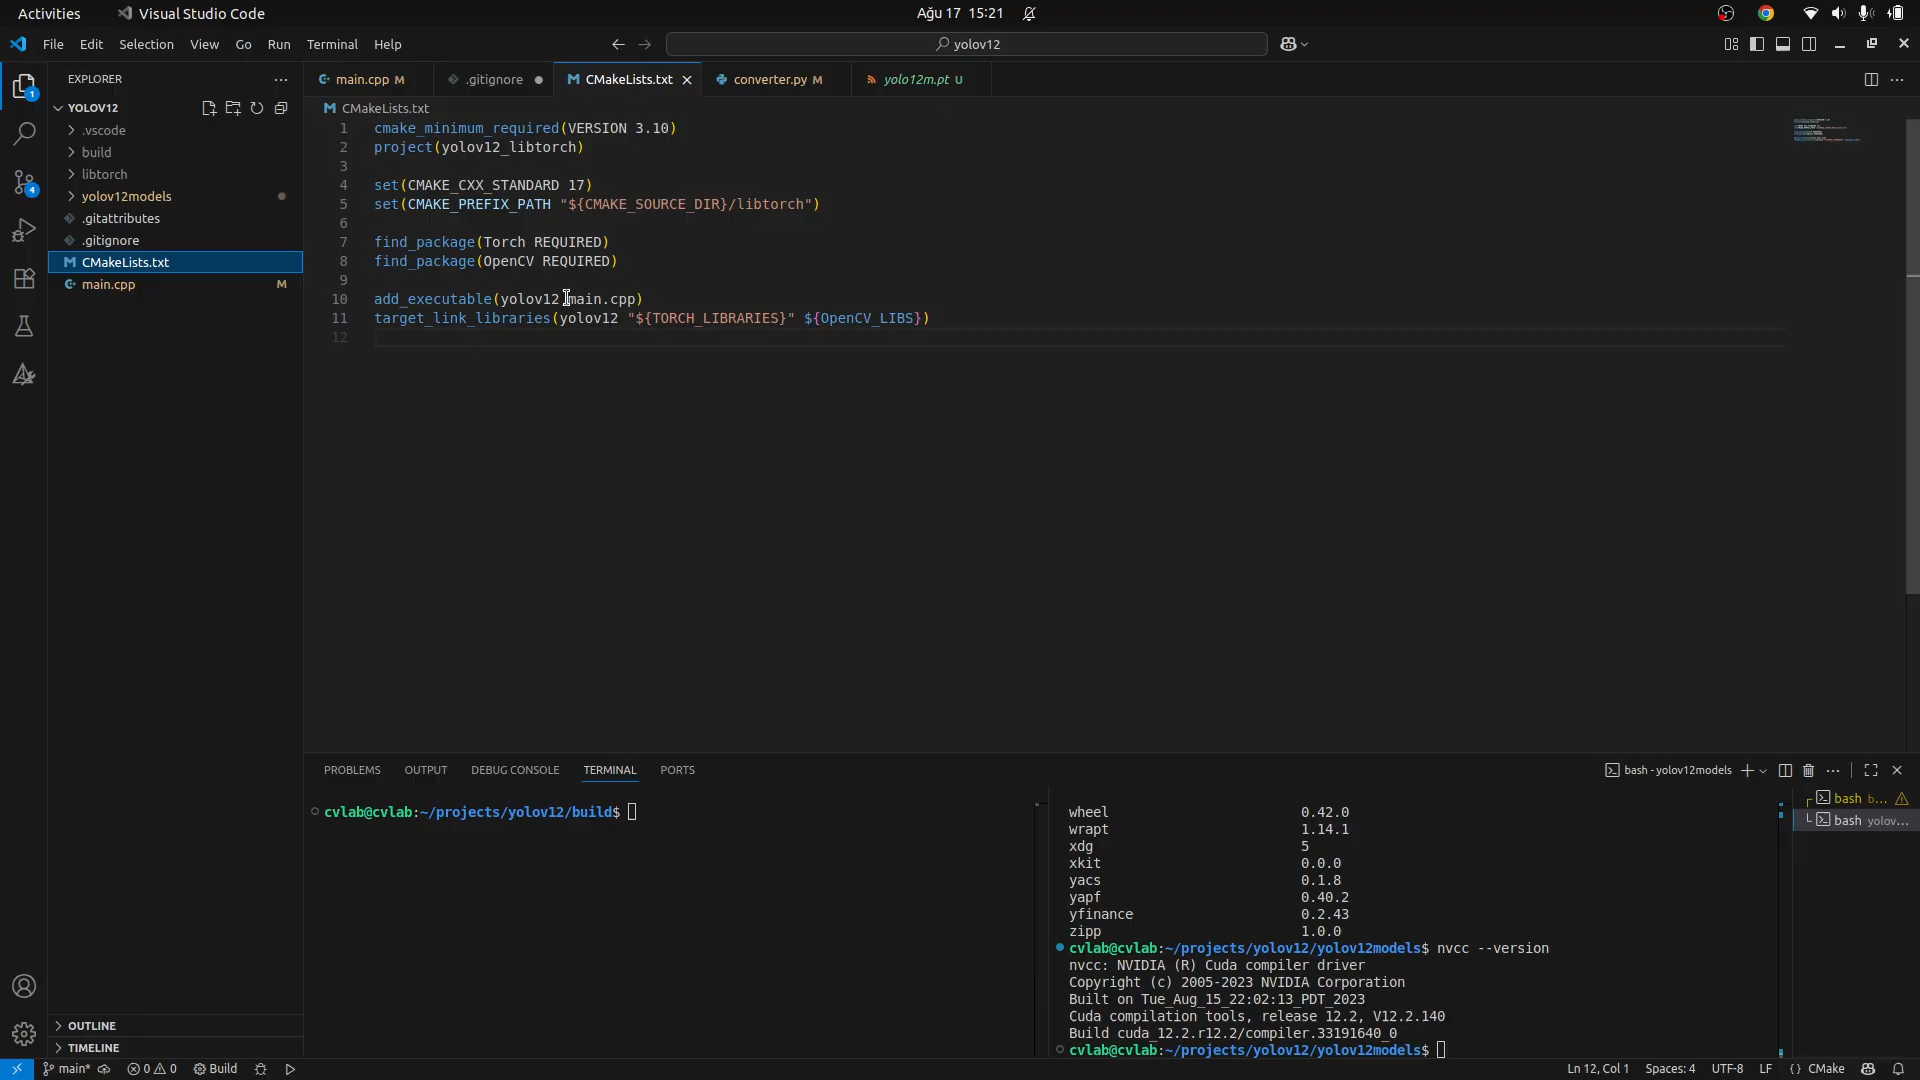 Activities
Visual Studio Code
Ağu 17 15:21
File Edit Selection View Go Run Terminal Help
yolov12
EXPLORER
main.cpp M
.gitignore
CMakeLists.txt
converter.py M
yolo12m.pt U
YOLOV12
.vscode
build
libtorch
yolov12models
.gitattributes
.gitignore
CMakeLists.txt
main.cpp M
1
4
CMakeLists.txt
1 cmake_minimum_required(VERSION 3.10)
2 project(yolov12_libtorch)
3
4 set(CMAKE_CXX_STANDARD 17)
5 set(CMAKE_PREFIX_PATH "${CMAKE_SOURCE_DIR}/libtorch")
6
7 find_package(Torch REQUIRED)
8 find_package(OpenCV REQUIRED)
9
10 add_executable(yolov12 main.cpp)
11 target_link_libraries(yolov12 "${TORCH_LIBRARIES}" ${OpenCV_LIBS})
12
PROBLEMS OUTPUT DEBUG CONSOLE TERMINAL PORTS
bash - yolov12models
cvlab@cvlab:~/projects/yolov12/build$
wheel 0.42.0
wrapt 1.14.1
xdg 5
xkit 0.0.0
yacs 0.1.8
yapf 0.40.2
yfinance 0.2.43
zipp 1.0.0
cvlab@cvlab:~/projects/yolov12/yolov12models$ nvcc --version
nvcc: NVIDIA (R) Cuda compiler driver
Copyright (c) 2005-2023 NVIDIA Corporation
Built on Tue_Aug_15_22:02:13_PDT_2023
Cuda compilation tools, release 12.2, V12.2.140
Build cuda_12.2.r12.2/compiler.33191640_0
cvlab@cvlab:~/projects/yolov12/yolov12models$
bash b...
bash yolov...
OUTLINE
TIMELINE
main* 0 0 Build
Ln 12, Col 1 Spaces: 4 UTF-8 LF {} CMake